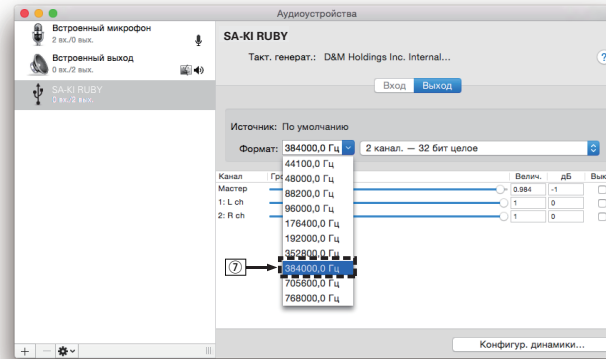 Аудиоустройства
Встроенный микрофон
2 вх./0 вых.
Встроенный выход
0 вх./2 вых.
SA-KI RUBY
0 вх./2 вых.
SA-KI RUBY
Такт. генерат.: D&M Holdings Inc. Internal...
?
Вход Выход
Источник: По умолчанию
Формат: 384000,0 Гц 2 канал. — 32 бит целое
44100,0 Гц
48000,0 Гц
88200,0 Гц
96000,0 Гц
176400,0 Гц
192000,0 Гц
352800,0 Гц
⑦ 384000,0 Гц
705600,0 Гц
768000,0 Гц
Канал Гр Велич. дБ Вык
Мастер 0.984 -1
1: L ch 1 0
2: R ch 1 0
Конфигур. динамики...